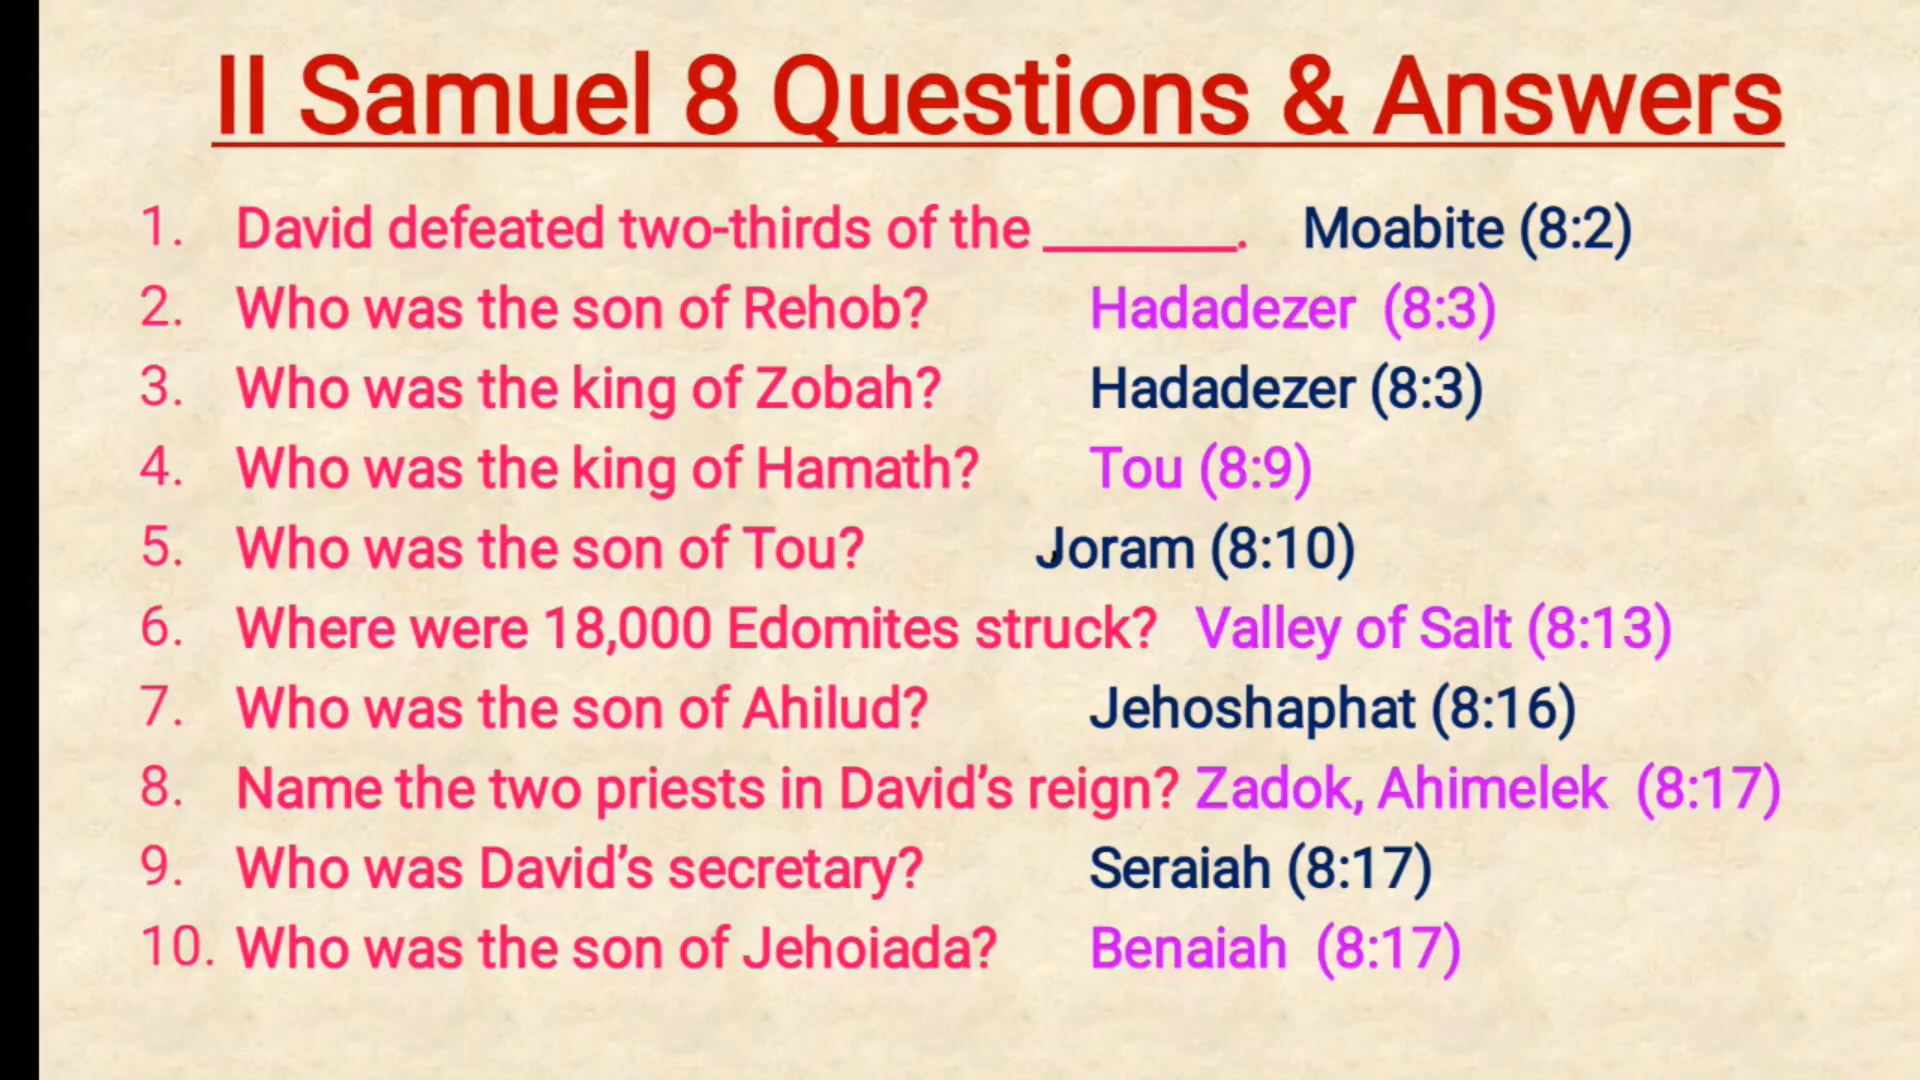 II Samuel 8 Questions & Answers
1. David defeated two-thirds of the _______. Moabite (8:2)
2. Who was the son of Rehob? Hadadezer (8:3)
3. Who was the king of Zobah? Hadadezer (8:3)
4. Who was the king of Hamath? Tou (8:9)
5. Who was the son of Tou? Joram (8:10)
6. Where were 18,000 Edomites struck? Valley of Salt (8:13)
7. Who was the son of Ahilud? Jehoshaphat (8:16)
8. Name the two priests in David’s reign? Zadok, Ahimelek (8:17)
9. Who was David’s secretary? Seraiah (8:17)
10. Who was the son of Jehoiada? Benaiah (8:17)